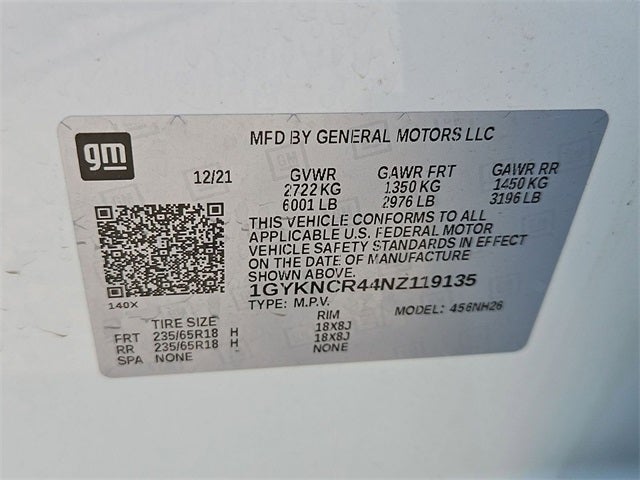 gm
MFD BY GENERAL MOTORS LLC
12/21 GVWR GAWR FRT GAWR RR
2722 KG 1350 KG 1450 KG
6001 LB 2976 LB 3196 LB
THIS VEHICLE CONFORMS TO ALL
APPLICABLE U.S. FEDERAL MOTOR
VEHICLE SAFETY STANDARDS IN EFFECT
ON THE DATE OF MANUFACTURE
SHOWN ABOVE.
1GYKNCR44NZ119135
140X
TYPE: M.P.V. MODEL: 456NH26
TIRE SIZE RIM
FRT 235/65R18 H 18X8J
RR 235/65R18 H 18X8J
SPA NONE NONE